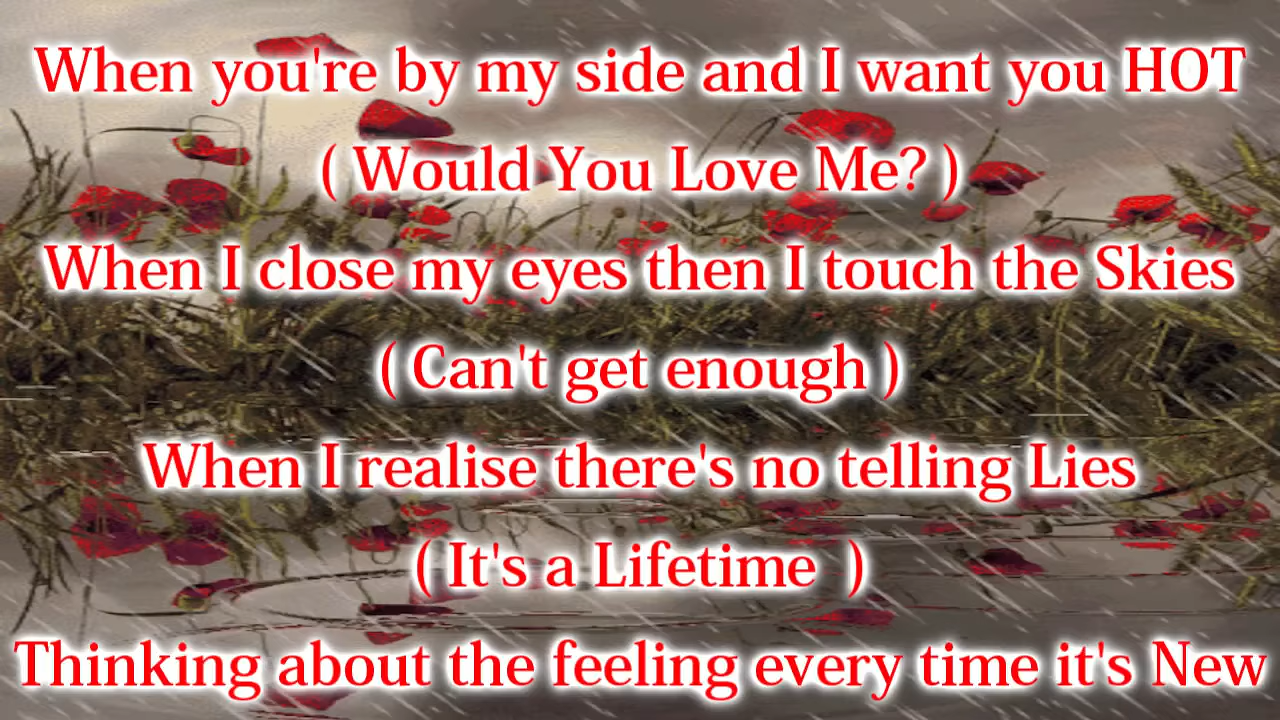 When you're by my side and I want you HOT
( Would You Love Me? )
When I close my eyes then I touch the Skies
( Can't get enough )
When I realise there's no telling Lies
( It's a Lifetime )
Thinking about the feeling every time it's New